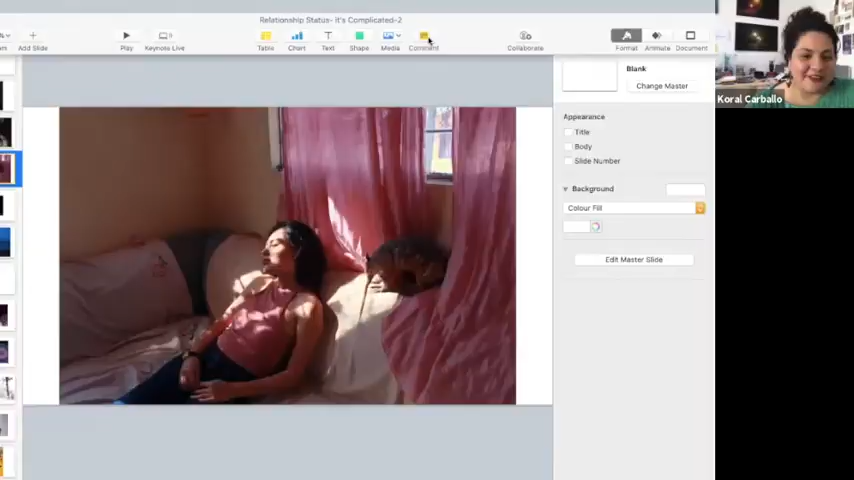 Relationship Status- It's Complicated-2
Add Slide
Play
Keynote Live
Table
Chart
Text
Shape
Media
Comment
Collaborate
Format
Animate
Document
Koral Carballo
Blank
Change Master
Appearance
Title
Body
Slide Number
Background
Colour Fill
Edit Master Slide